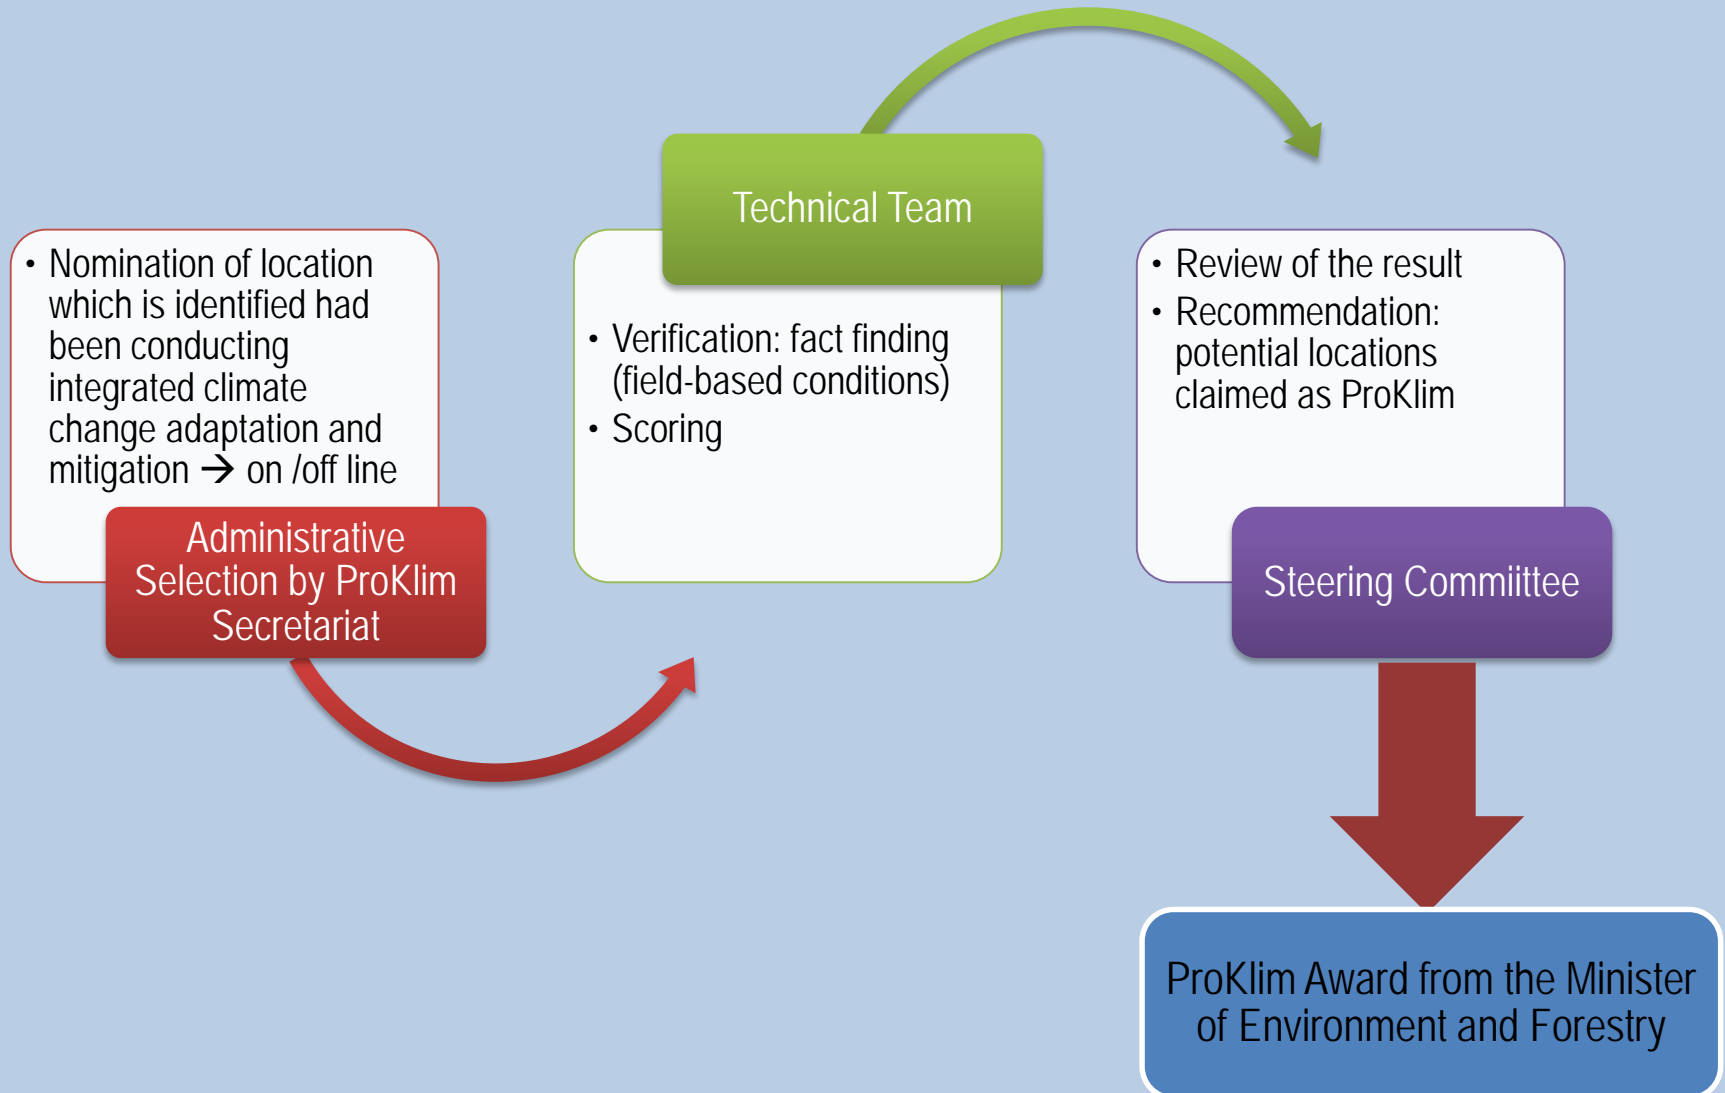 • Nomination of location
which is identified had
been conducting
integrated climate
change adaptation and
mitigation → on /off line
Administrative
Selection by ProKlim
Secretariat
Technical Team
• Verification: fact finding
(field-based conditions)
• Scoring
• Review of the result
• Recommendation:
potential locations
claimed as ProKlim
Steering Commiittee
ProKlim Award from the Minister
of Environment and Forestry